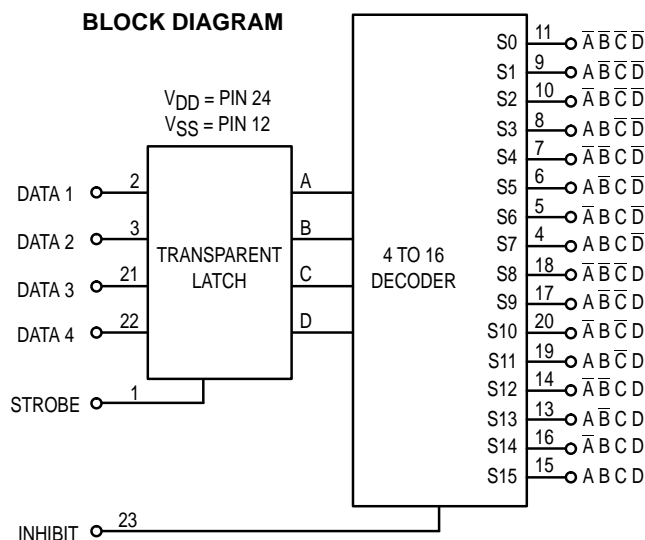 BLOCK DIAGRAM
VDD = PIN 24
VSS = PIN 12
DATA 1 2 A
DATA 2 3 B
DATA 3 21 C
DATA 4 22 D
STROBE 1
INHIBIT 23
TRANSPARENT
LATCH
4 TO 16
DECODER
S0 11 A̅ B̅ C̅ D̅
S1 9 A B̅ C̅ D̅
S2 10 A̅ B C̅ D̅
S3 8 A B C̅ D̅
S4 7 A̅ B̅ C D̅
S5 6 A B̅ C D̅
S6 5 A̅ B C D̅
S7 4 A B C D̅
S8 18 A̅ B̅ C̅ D
S9 17 A B̅ C̅ D
S10 20 A̅ B C̅ D
S11 19 A B C̅ D
S12 14 A̅ B̅ C D
S13 13 A B̅ C D
S14 16 A̅ B C D
S15 15 A B C D